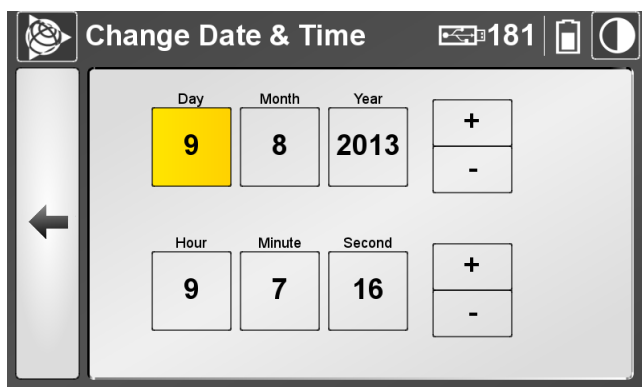 Change Date & Time 181
Day Month Year
9 8 2013
+
-
Hour Minute Second
9 7 16
+
-